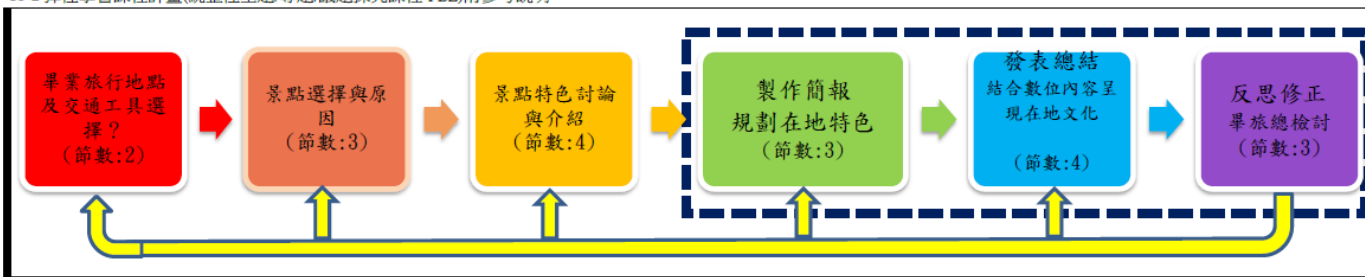 畢業旅行地點
及交通工具選
擇？
(節數:2)
景點選擇與原
因
(節數:3)
景點特色討論
與介紹
(節數:4)
製作簡報
規劃在地特色
(節數:3)
發表總結
結合數位內容呈
現在地文化
(節數:4)
反思修正
畢旅總檢討
(節數:3)